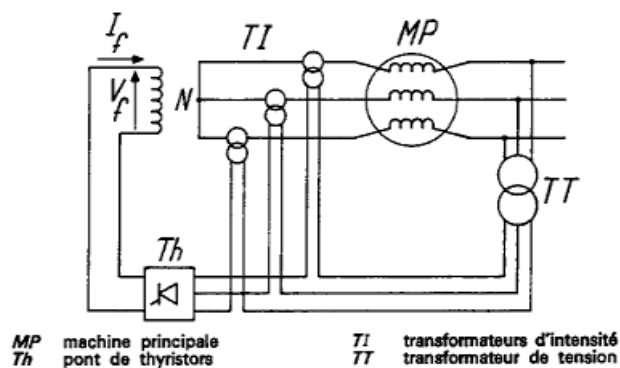 I_f
TI
MP
V_f
N
TT
Th
MP machine principale
Th pont de thyristors
TI transformateurs d'intensité
TT transformateur de tension